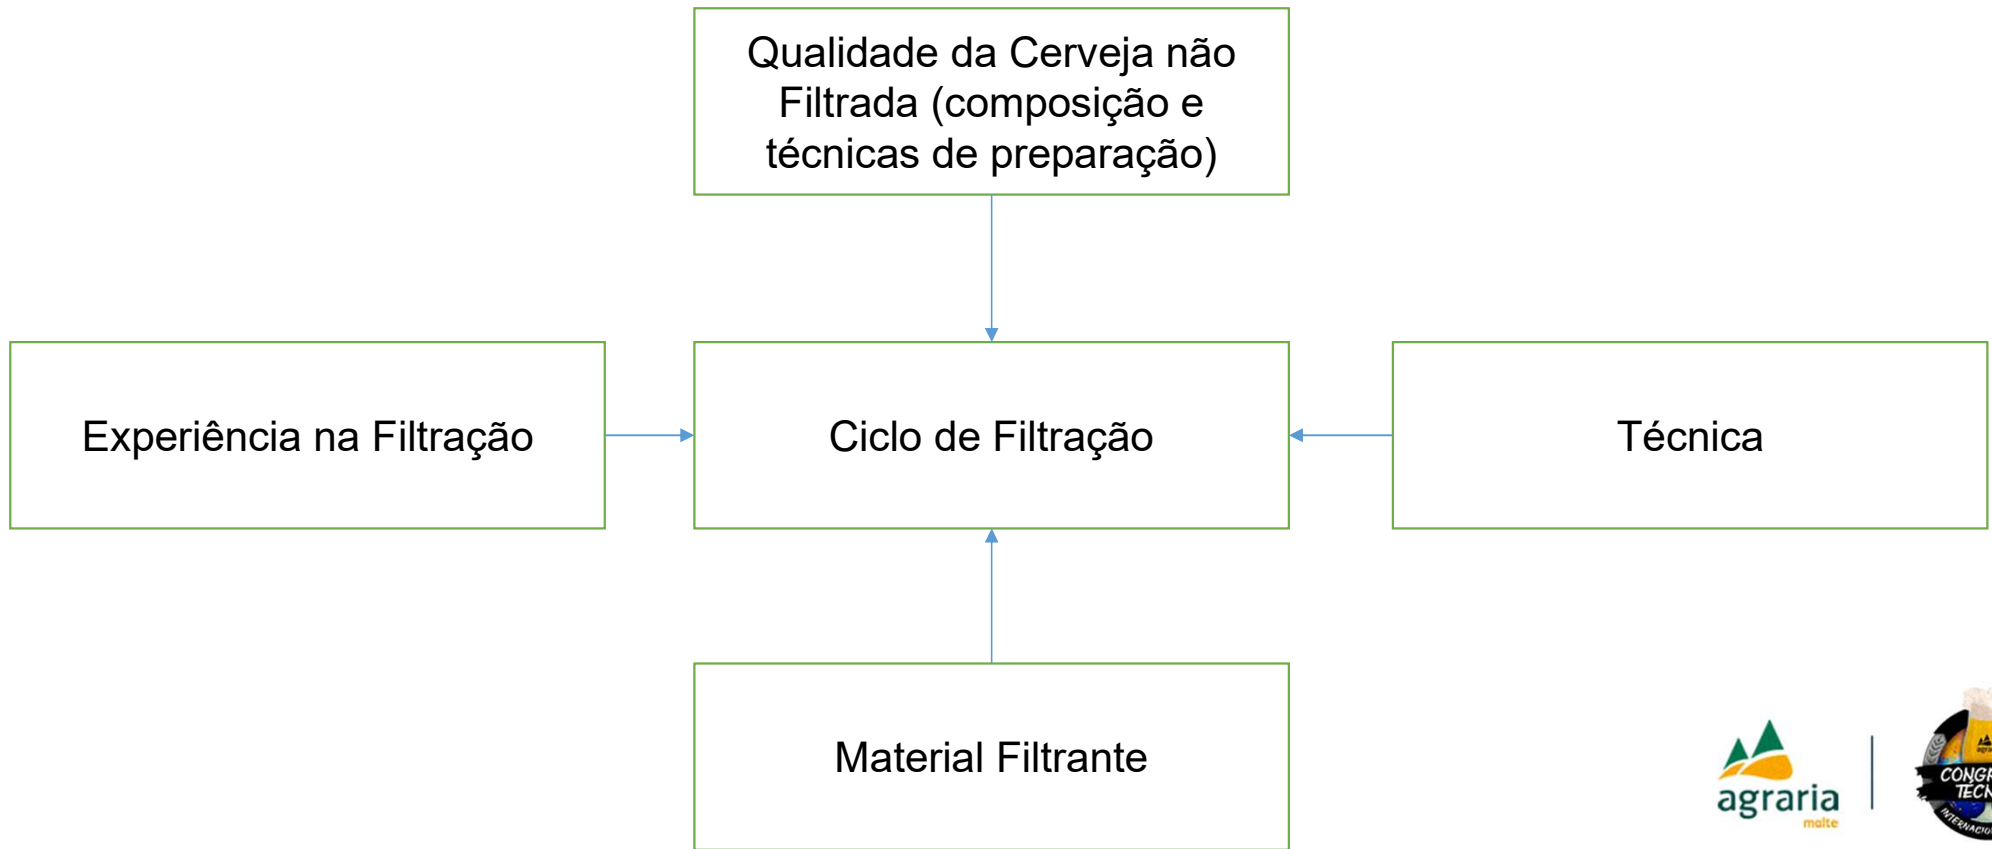 Qualidade da Cerveja não
Filtrada (composição e
técnicas de preparação)
Experiência na Filtração
Ciclo de Filtração
Técnica
Material Filtrante
agraria
malte